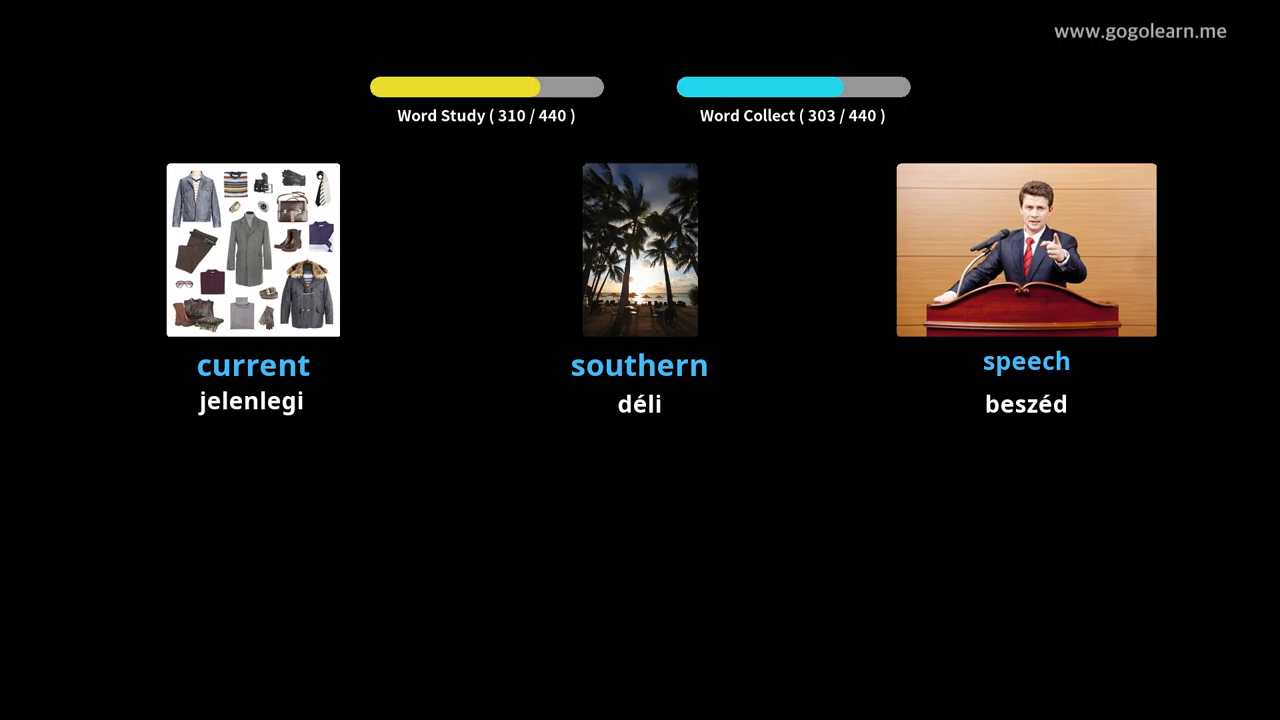 www.gogolearn.me
Word Study ( 310 / 440 )
Word Collect ( 303 / 440 )
current
jelenlegi
southern
déli
speech
beszéd